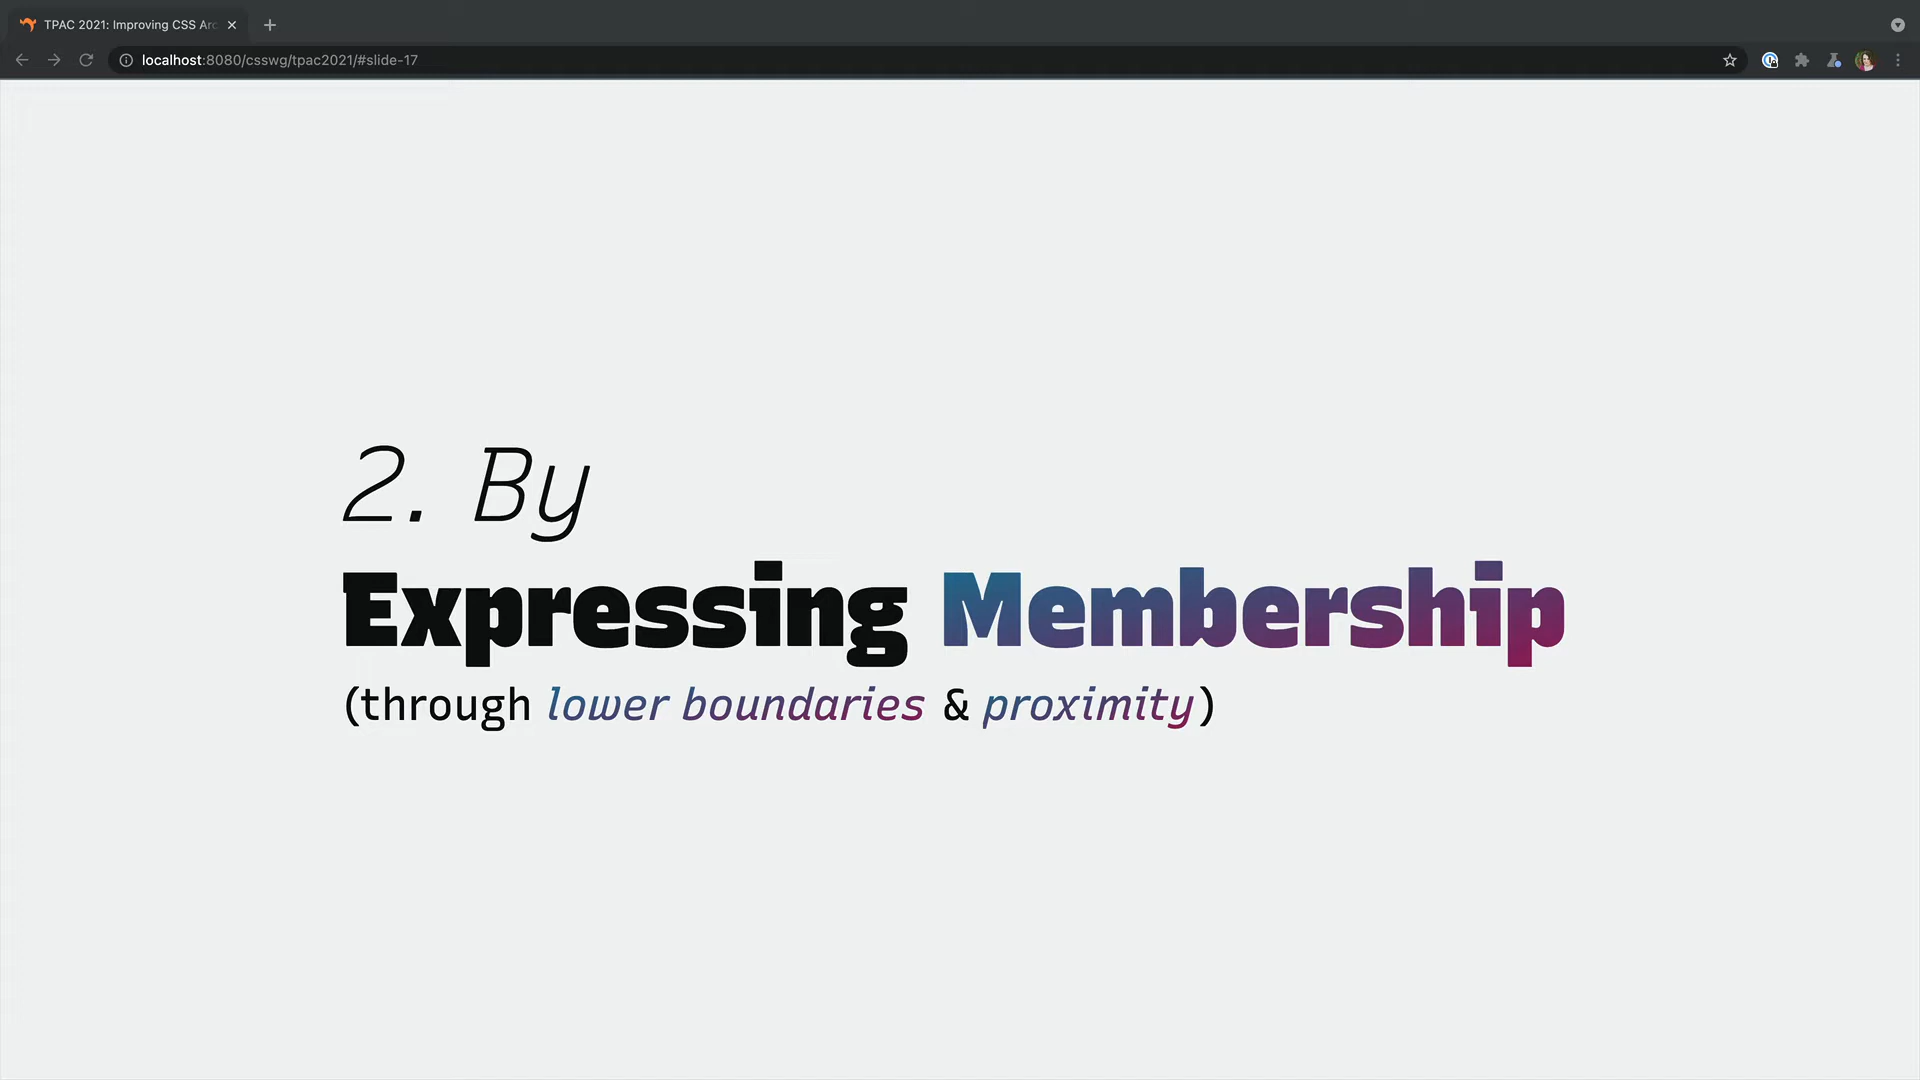 TPAC 2021: Improving CSS Arc
localhost:8080/csswg/tpac2021/#slide-17
2. By
Expressing Membership
(through lower boundaries & proximity)